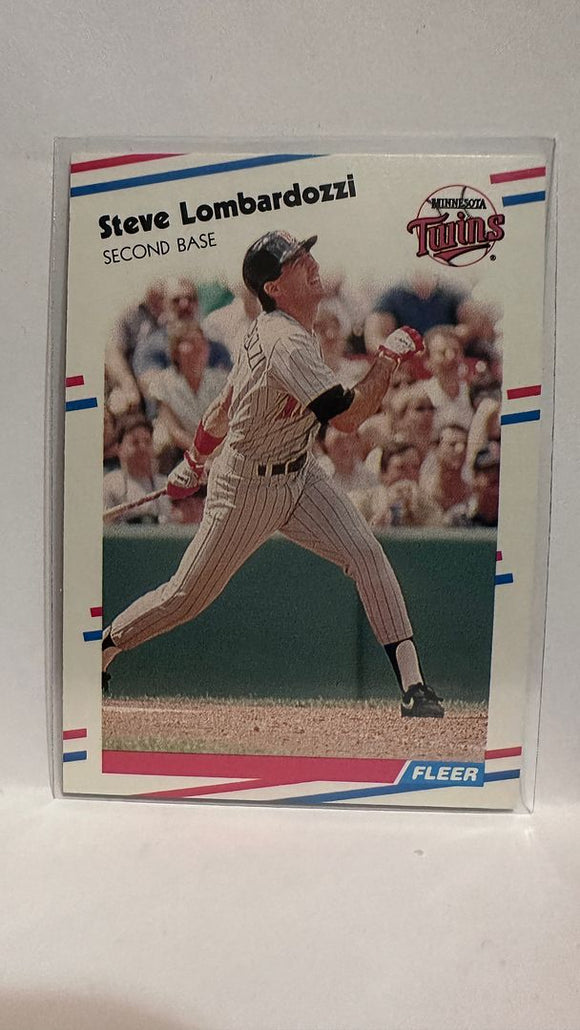 Steve Lombardozzi
SECOND BASE
MINNESOTA
Twins
®
FLEER